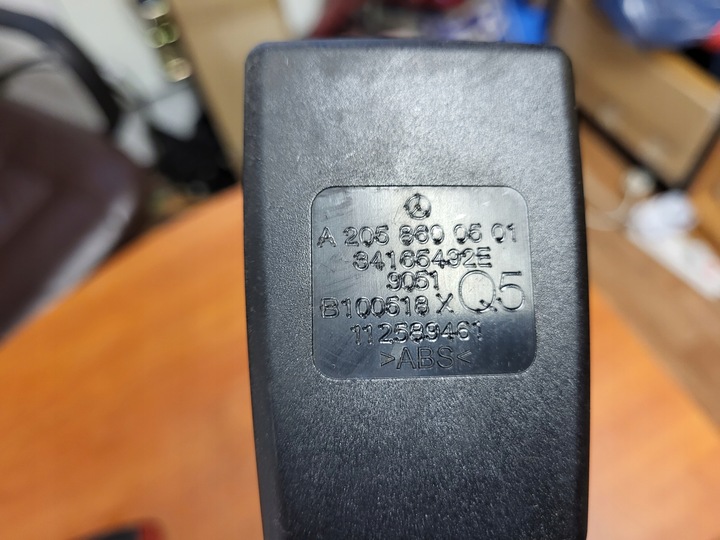 A 205 860 05 01
34165492E
9051
B100518 X Q5
112589461
>ABS<